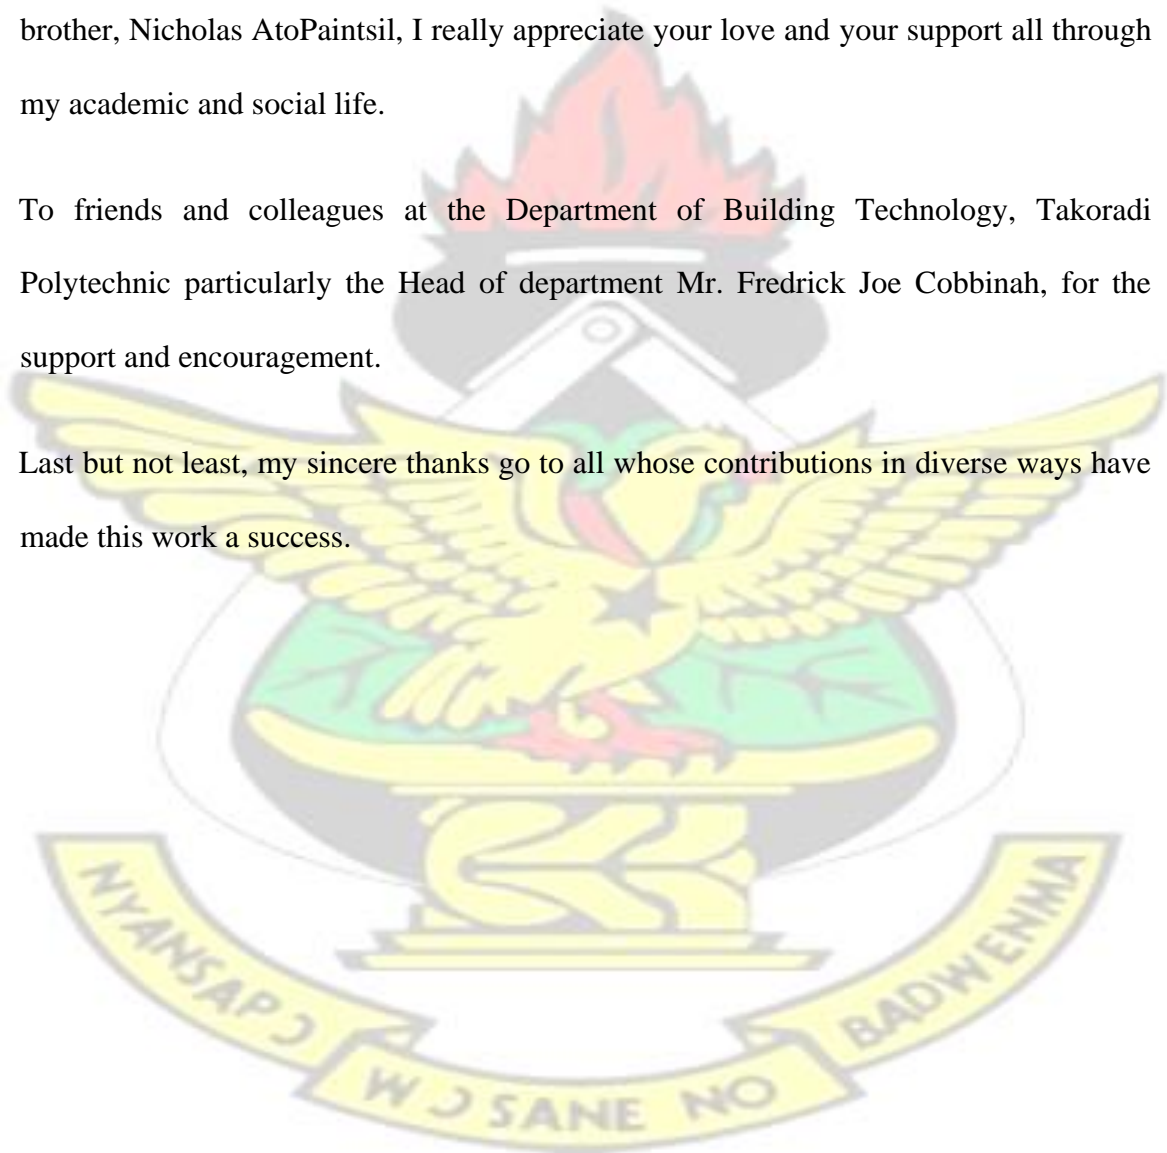 brother, Nicholas AtoPaintsil, I really appreciate your love and your support all through
my academic and social life.
To friends and colleagues at the Department of Building Technology, Takoradi
Polytechnic particularly the Head of department Mr. Fredrick Joe Cobbinah, for the
support and encouragement.
Last but not least, my sincere thanks go to all whose contributions in diverse ways have
made this work a success.
NYANSAPƆ
WƆSANE NO
BADWENMA